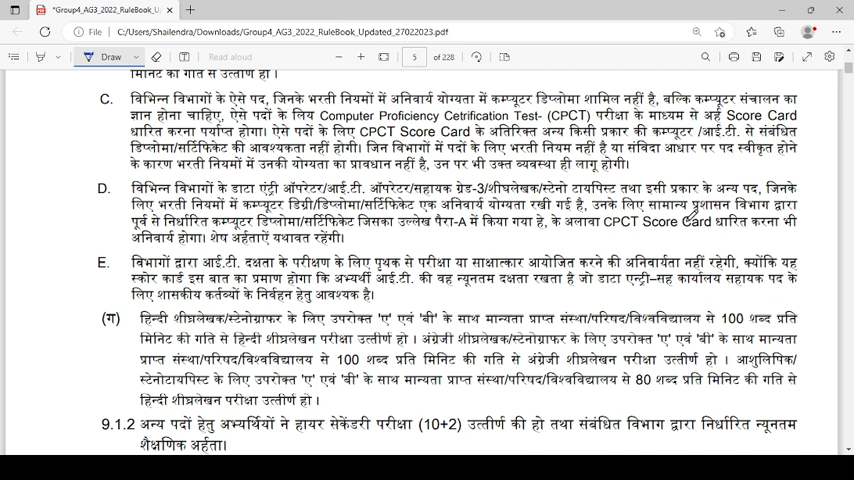 *Group4_AG3_2022_RuleBook_Up
File C:/Users/Shailendra/Downloads/Group4_AG3_2022_RuleBook_Updated_27022023.pdf
Draw Read aloud 5 of 228
मिनिट की गति से उत्तीर्ण हो।
C. विभिन्न विभागों के ऐसे पद, जिनके भरती नियमों में अनिवार्य योग्यता में कम्प्यूटर डिप्लोमा शामिल नहीं है, बल्कि कम्प्यूटर संचालन का
ज्ञान होना चाहिए, ऐसे पदों के लिय Computer Proficiency Cetrification Test- (CPCT) परीक्षा के माध्यम से अर्ह Score Card
धारित करना पर्याप्त होगा। ऐसे पदों के लिए CPCT Score Card के अतिरिक्त अन्य किसी प्रकार की कम्प्यूटर /आई.टी. से संबंधित
डिप्लोमा/सर्टिफिकेट की आवश्यकता नहीं होगी। जिन विभागों में पदों के लिए भरती नियम नहीं है या संविदा आधार पर पद स्वीकृत होने
के कारण भरती नियमों में उनकी योग्यता का प्रावधान नहीं है, उन पर भी उक्त व्यवस्था ही लागू होगी।
D. विभिन्न विभागों के डाटा एंट्री ऑपरेटर/आई.टी. ऑपरेटर/सहायक ग्रेड-3/शीघ्रलेखक/स्टेनो टायपिस्ट तथा इसी प्रकार के अन्य पद, जिनके
लिए भरती नियमों में कम्प्यूटर डिग्री/डिप्लोमा/सर्टिफिकेट एक अनिवार्य योग्यता रखी गई है, उनके लिए सामान्य प्रशासन विभाग द्वारा
पूर्व से निर्धारित कम्प्यूटर डिप्लोमा/सर्टिफिकेट जिसका उल्लेख पैरा-A में किया गया हे, के अलावा CPCT Score Card धारित करना भी
अनिवार्य होगा। शेष अर्हताऐं यथावत रहेंगी।
E. विभागों द्वारा आई.टी. दक्षता के परीक्षण के लिए पृथक से परीक्षा या साक्षात्कार आयोजित करने की अनिवार्यता नहीं रहेगी, क्योंकि यह
स्कोर कार्ड इस बात का प्रमाण होगा कि अभ्यर्थी आई.टी. की वह न्यूनतम दक्षता रखता है जो डाटा एन्ट्री–सह कार्यालय सहायक पद के
लिए शासकीय कर्तव्यों के निर्वहन हेतु आवश्यक है।
(ग) हिन्दी शीघ्रलेखक/स्टेनोग्राफर के लिए उपरोक्त 'ए' एवं 'बी' के साथ मान्यता प्राप्त संस्था/परिषद/विश्वविद्यालय से 100 शब्द प्रति
मिनिट की गति से हिन्दी शीघ्रलेखन परीक्षा उत्तीर्ण हो। अंग्रेजी शीघ्रलेखक/स्टेनोग्राफर के लिए उपरोक्त 'ए' एवं 'बी' के साथ मान्यता
प्राप्त संस्था/परिषद/विश्वविद्यालय से 100 शब्द प्रति मिनिट की गति से अंग्रेजी शीघ्रलेखन परीक्षा उत्तीर्ण हो । आशुलिपिक/
स्टेनोटायपिस्ट के लिए उपरोक्त 'ए' एवं 'बी' के साथ मान्यता प्राप्त संस्था/परिषद/विश्वविद्यालय से 80 शब्द प्रति मिनिट की गति से
हिन्दी शीघ्रलेखन परीक्षा उत्तीर्ण हो।
9.1.2 अन्य पदों हेतु अभ्यर्थियों ने हायर सेकेंडरी परीक्षा (10+2) उत्तीर्ण की हो तथा संबंधित विभाग द्वारा निर्धारित न्यूनतम
शैक्षणिक अर्हता।